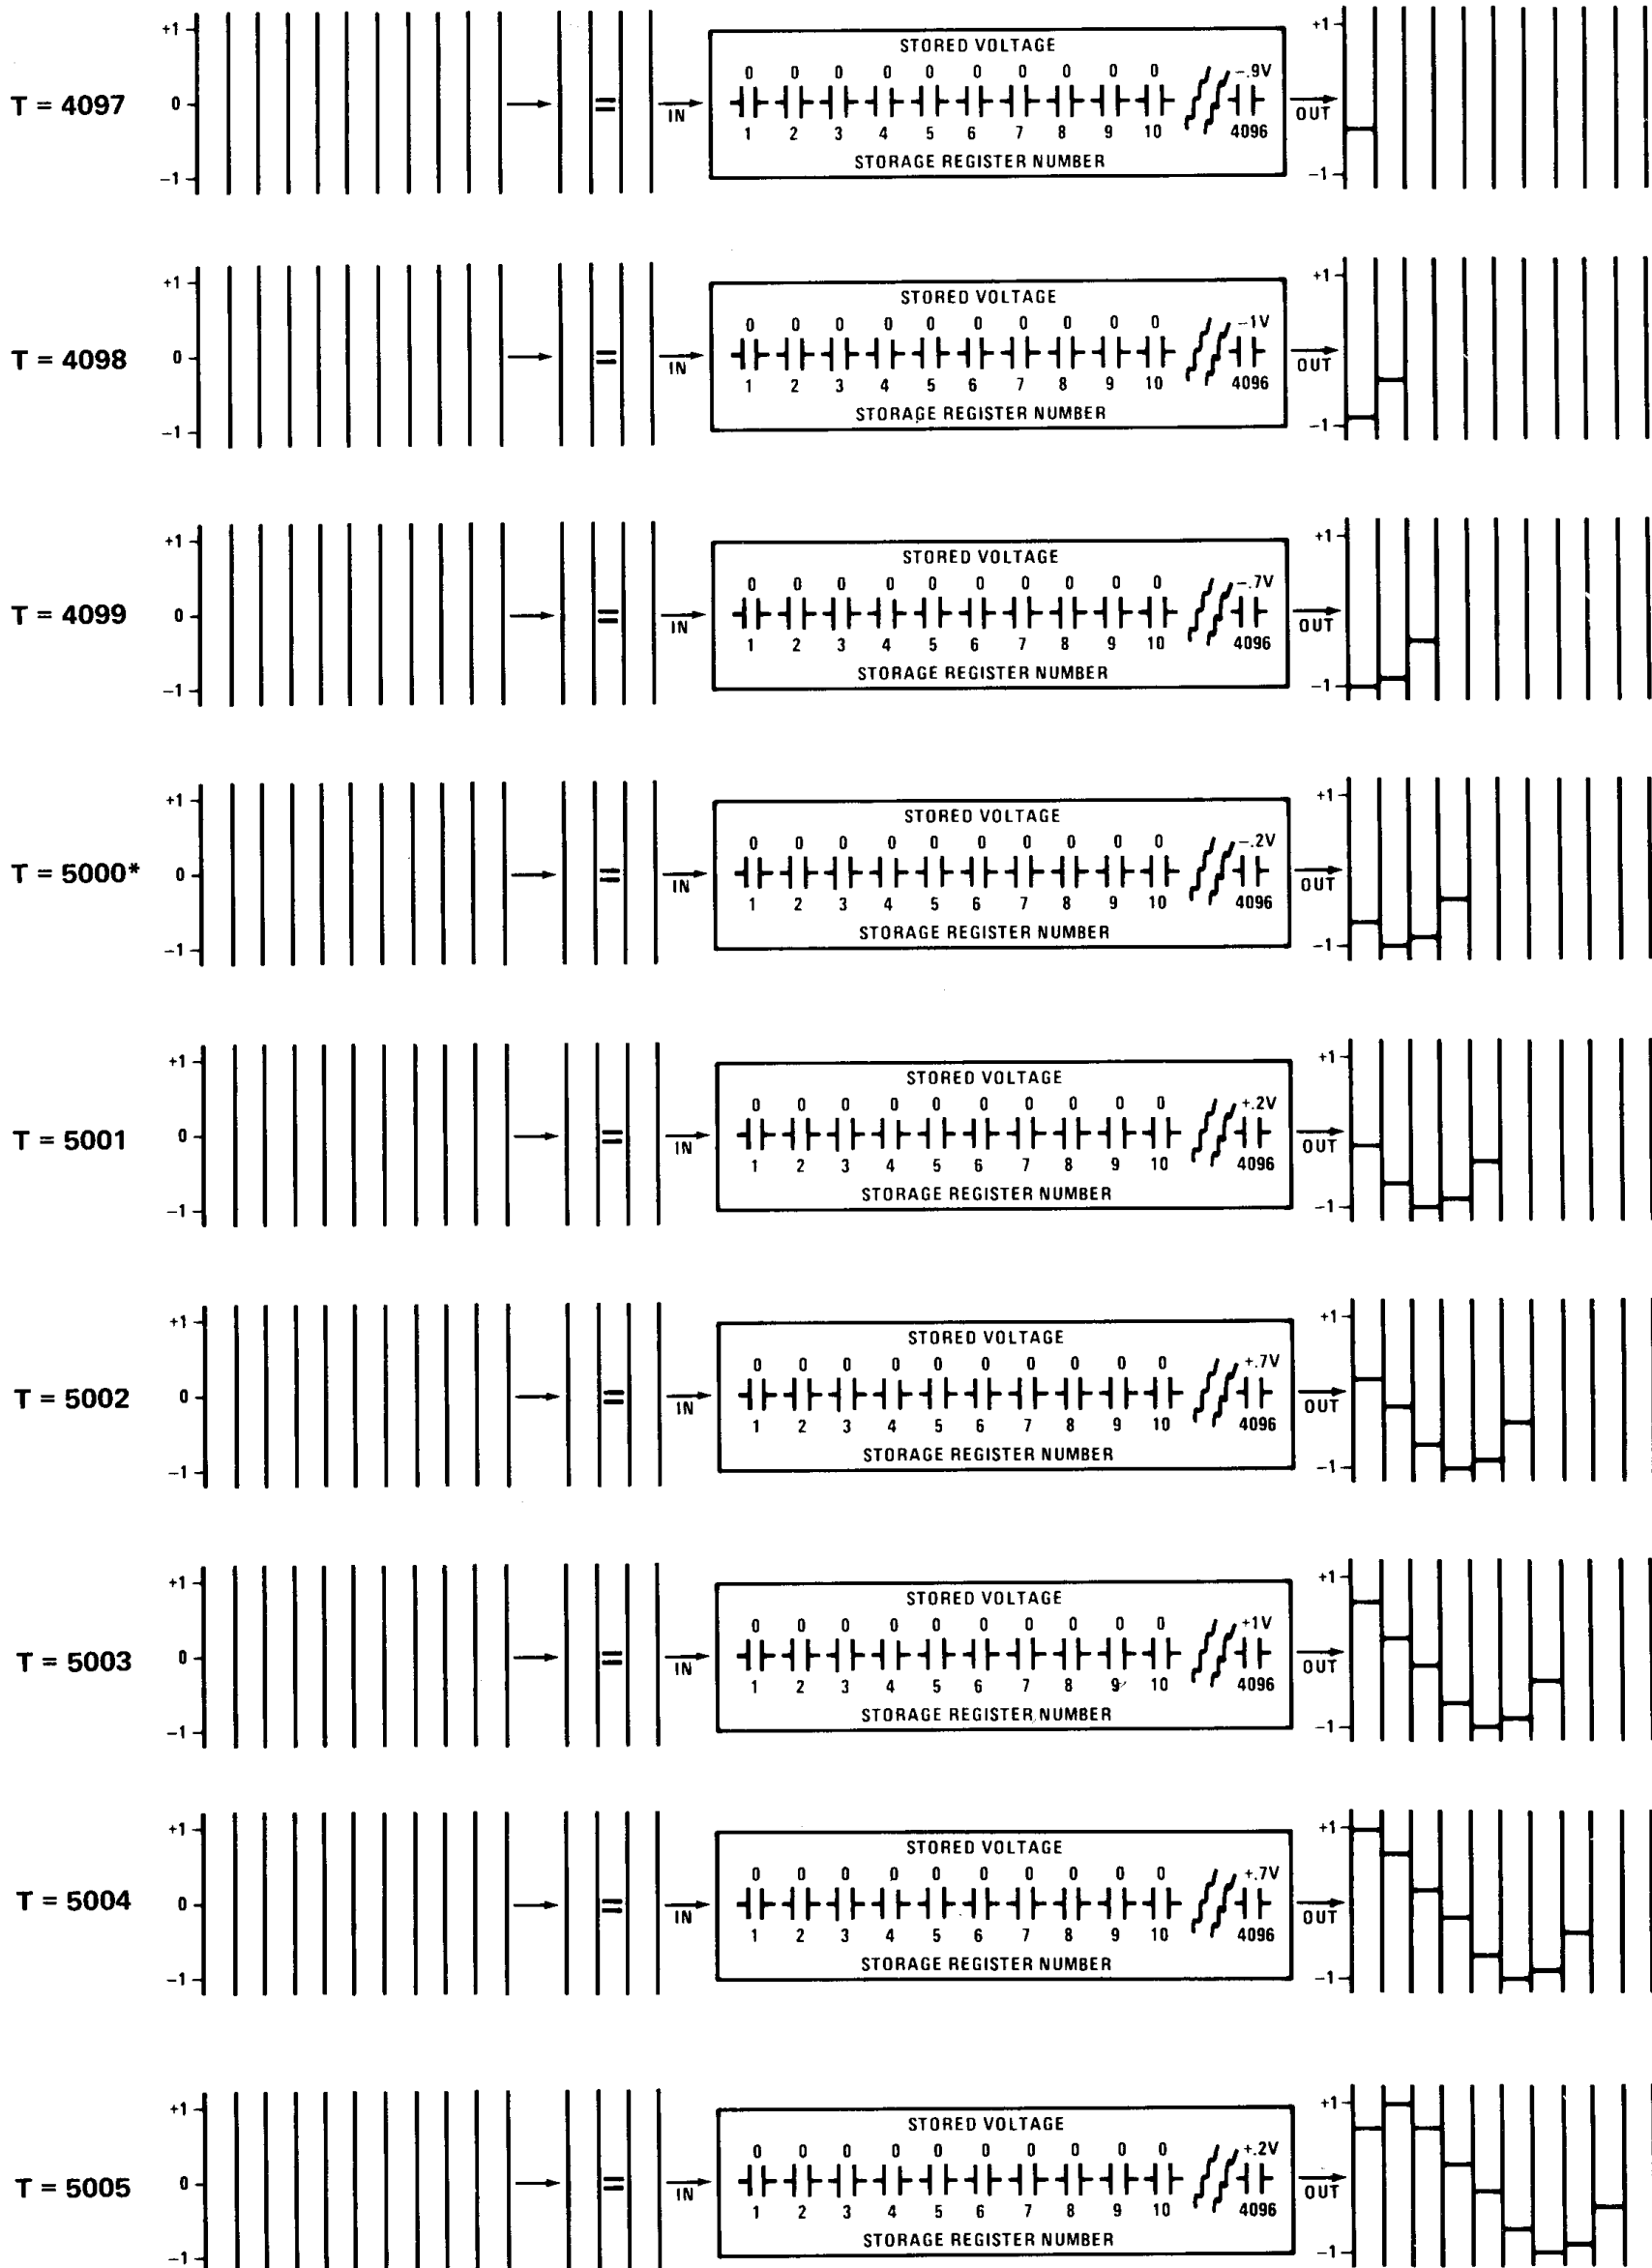 +1 STORED VOLTAGE +1
0 0 0 0 0 0 0 0 0 0 -.9V
T = 4097 0 = IN OUT
1 2 3 4 5 6 7 8 9 10 4096
-1 STORAGE REGISTER NUMBER -1
+1 STORED VOLTAGE +1
0 0 0 0 0 0 0 0 0 0 -1V
T = 4098 0 = IN OUT
1 2 3 4 5 6 7 8 9 10 4096
-1 STORAGE REGISTER NUMBER -1
+1 STORED VOLTAGE +1
0 0 0 0 0 0 0 0 0 0 -.7V
T = 4099 0 = IN OUT
1 2 3 4 5 6 7 8 9 10 4096
-1 STORAGE REGISTER NUMBER -1
+1 STORED VOLTAGE +1
0 0 0 0 0 0 0 0 0 0 -.2V
T = 5000* 0 = IN OUT
1 2 3 4 5 6 7 8 9 10 4096
-1 STORAGE REGISTER NUMBER -1
+1 STORED VOLTAGE +1
0 0 0 0 0 0 0 0 0 0 +.2V
T = 5001 0 = IN OUT
1 2 3 4 5 6 7 8 9 10 4096
-1 STORAGE REGISTER NUMBER -1
+1 STORED VOLTAGE +1
0 0 0 0 0 0 0 0 0 0 +.7V
T = 5002 0 = IN OUT
1 2 3 4 5 6 7 8 9 10 4096
-1 STORAGE REGISTER NUMBER -1
+1 STORED VOLTAGE +1
0 0 0 0 0 0 0 0 0 0 +1V
T = 5003 0 = IN OUT
1 2 3 4 5 6 7 8 9 10 4096
-1 STORAGE REGISTER NUMBER -1
+1 STORED VOLTAGE +1
0 0 0 0 0 0 0 0 0 0 +.7V
T = 5004 0 = IN OUT
1 2 3 4 5 6 7 8 9 10 4096
-1 STORAGE REGISTER NUMBER -1
+1 STORED VOLTAGE +1
0 0 0 0 0 0 0 0 0 0 +.2V
T = 5005 0 = IN OUT
1 2 3 4 5 6 7 8 9 10 4096
-1 STORAGE REGISTER NUMBER -1